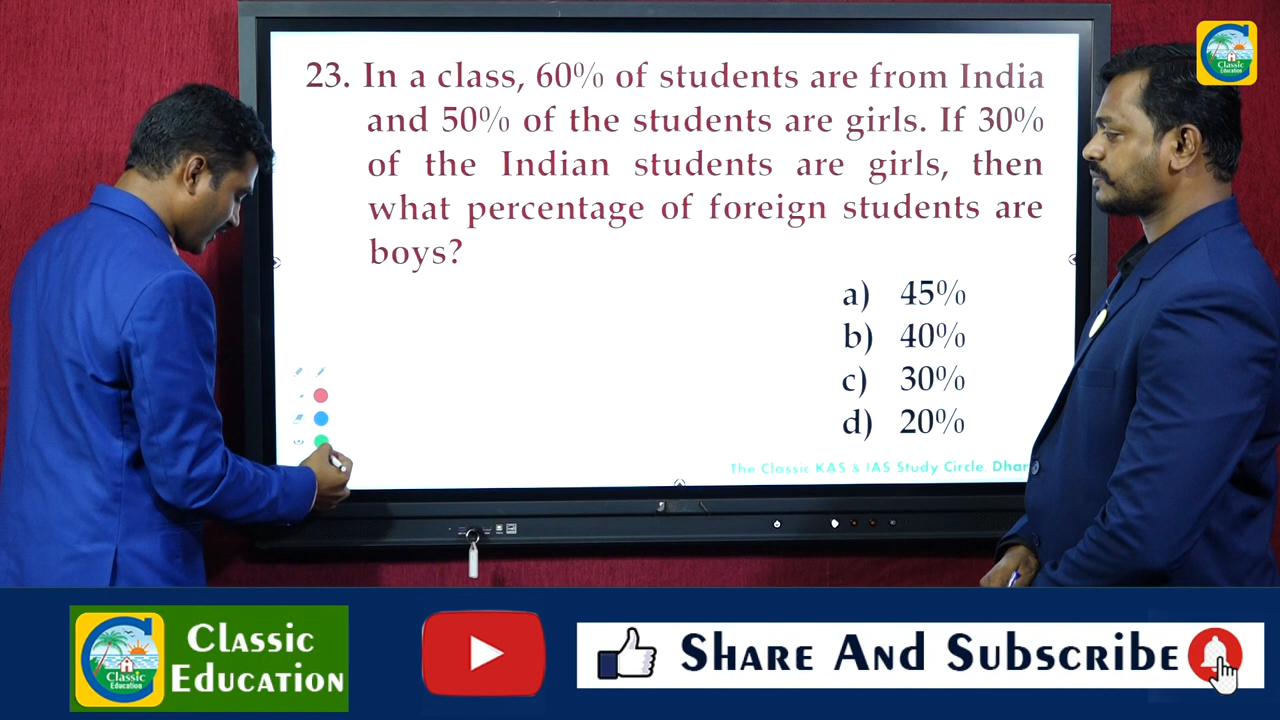 Classic
Education
23. In a class, 60% of students are from India
and 50% of the students are girls. If 30%
of the Indian students are girls, then
what percentage of foreign students are
boys?
a) 45%
b) 40%
c) 30%
d) 20%
The Classic KAS & IAS Study Circle, Dhar
Classic
Education
CLASSIC
EDUCATION
SHARE AND SUBSCRIBE